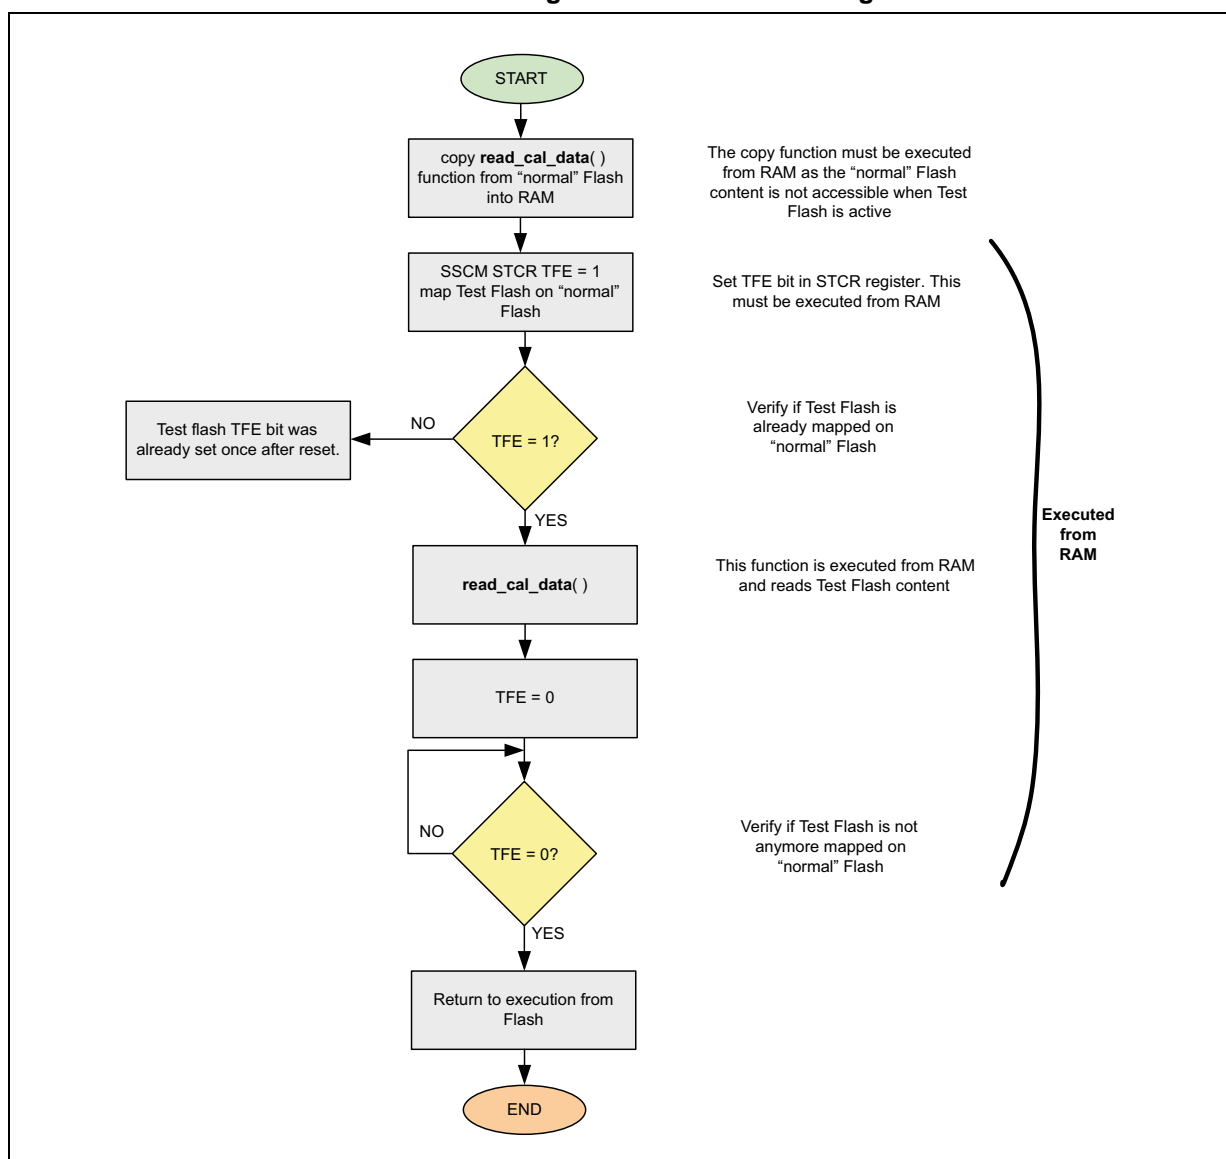 START
copy read_cal_data( )
function from “normal” Flash
into RAM
The copy function must be executed
from RAM as the “normal” Flash
content is not accessible when Test
Flash is active
SSCM STCR TFE = 1
map Test Flash on “normal”
Flash
Set TFE bit in STCR register. This
must be executed from RAM
Test flash TFE bit was
already set once after reset.
NO
TFE = 1?
Verify if Test Flash is
already mapped on
“normal” Flash
YES
Executed
from
RAM
read_cal_data( )
This function is executed from RAM
and reads Test Flash content
TFE = 0
NO
TFE = 0?
Verify if Test Flash is not
anymore mapped on
“normal” Flash
YES
Return to execution from
Flash
END